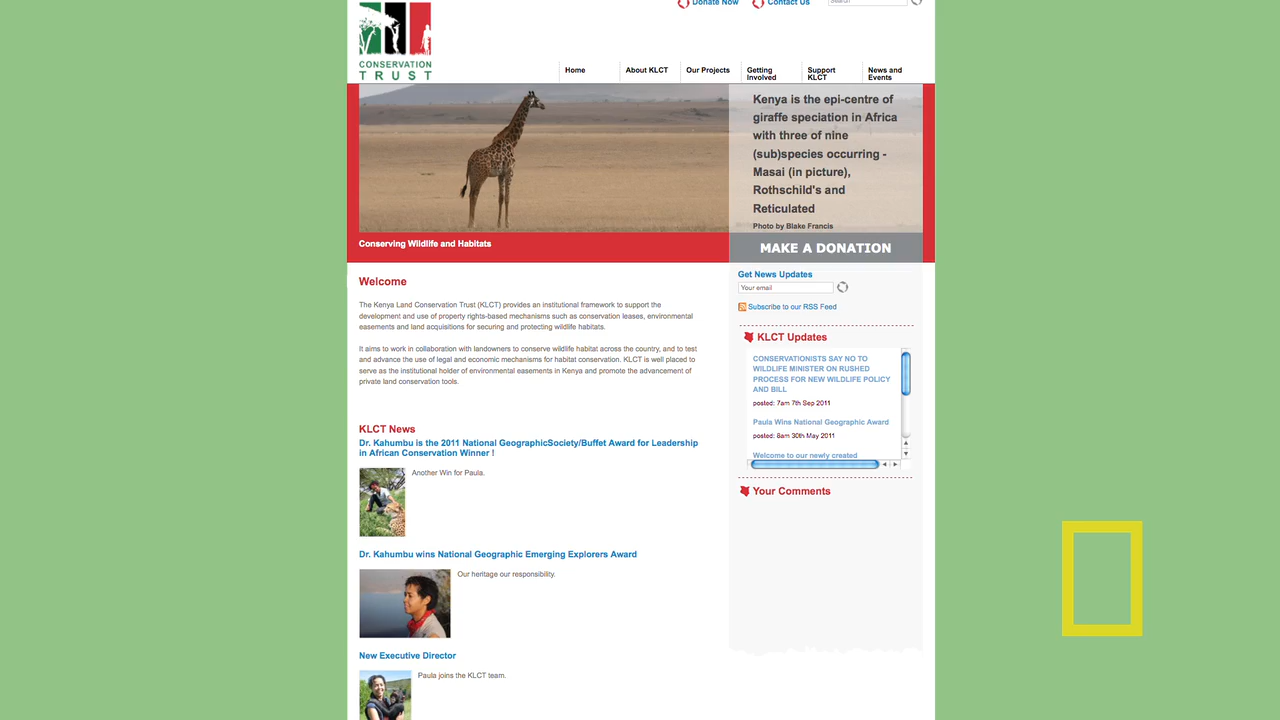 Donate Now
Contact Us
Search
CONSERVATION
TRUST
Home
About KLCT
Our Projects
Getting
Involved
Support
KLCT
News and
Events
Kenya is the epi-centre of
giraffe speciation in Africa
with three of nine
(sub)species occurring -
Masai (in picture),
Rothschild's and
Reticulated
Photo by Blake Francis
Conserving Wildlife and Habitats
MAKE A DONATION
Welcome
The Kenya Land Conservation Trust (KLCT) provides an institutional framework to support the
development and use of property rights-based mechanisms such as conservation leases, environmental
easements and land acquisitions for securing and protecting wildlife habitats.
It aims to work in collaboration with landowners to conserve wildlife habitat across the country, and to test
and advance the use of legal and economic mechanisms for habitat conservation. KLCT is well placed to
serve as the institutional holder of environmental easements in Kenya and promote the advancement of
private land conservation tools.
KLCT News
Dr. Kahumbu is the 2011 National GeographicSociety/Buffet Award for Leadership
in African Conservation Winner !
Another Win for Paula.
Dr. Kahumbu wins National Geographic Emerging Explorers Award
Our heritage our responsibility.
New Executive Director
Paula joins the KLCT team.
Get News Updates
Your email
Subscribe to our RSS Feed
KLCT Updates
CONSERVATIONISTS SAY NO TO
WILDLIFE MINISTER ON RUSHED
PROCESS FOR NEW WILDLIFE POLICY
AND BILL
posted: 7am 7th Sep 2011
Paula Wins National Geographic Award
posted: 8am 30th May 2011
Welcome to our newly created
Your Comments